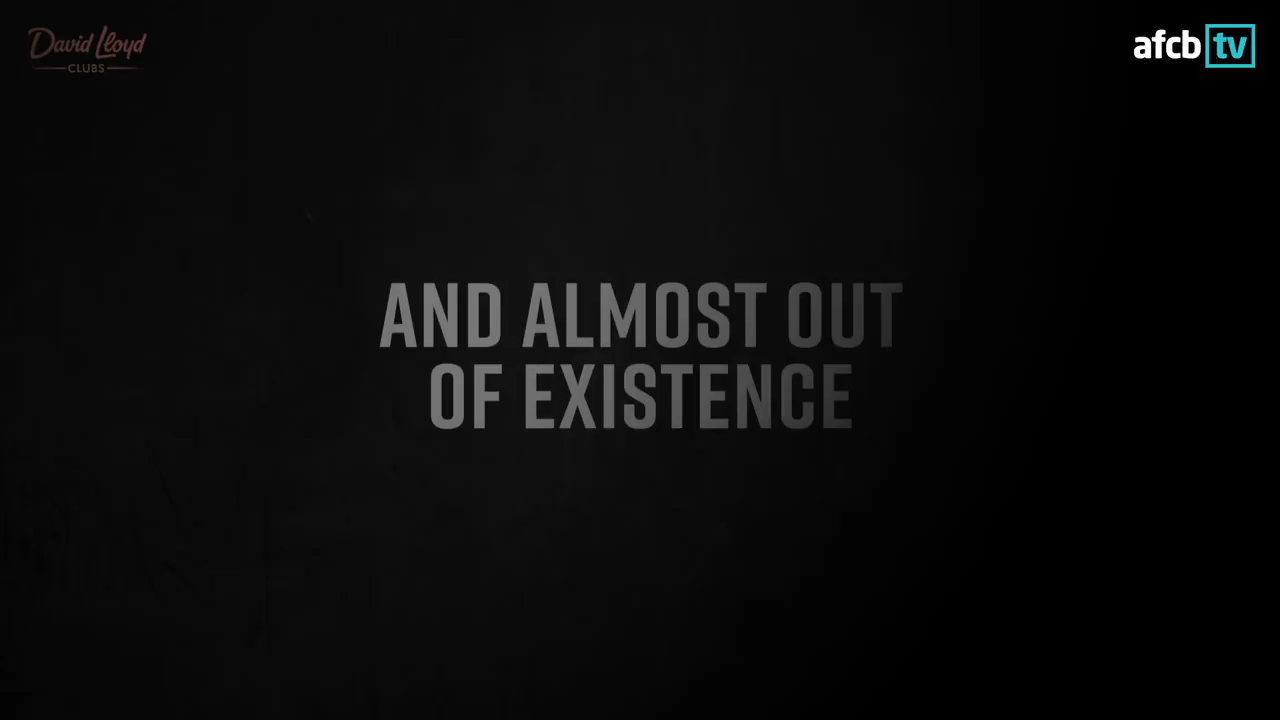 David Lloyd
CLUBS
afcb tv
AND ALMOST OUT
OF EXISTENCE